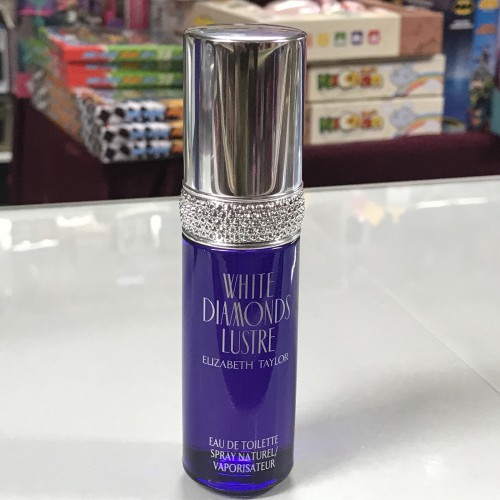 WHITE
DIAMONDS
LUSTRE
ELIZABETH TAYLOR
EAU DE TOILETTE
SPRAY NATUREL/
VAPORISATEUR